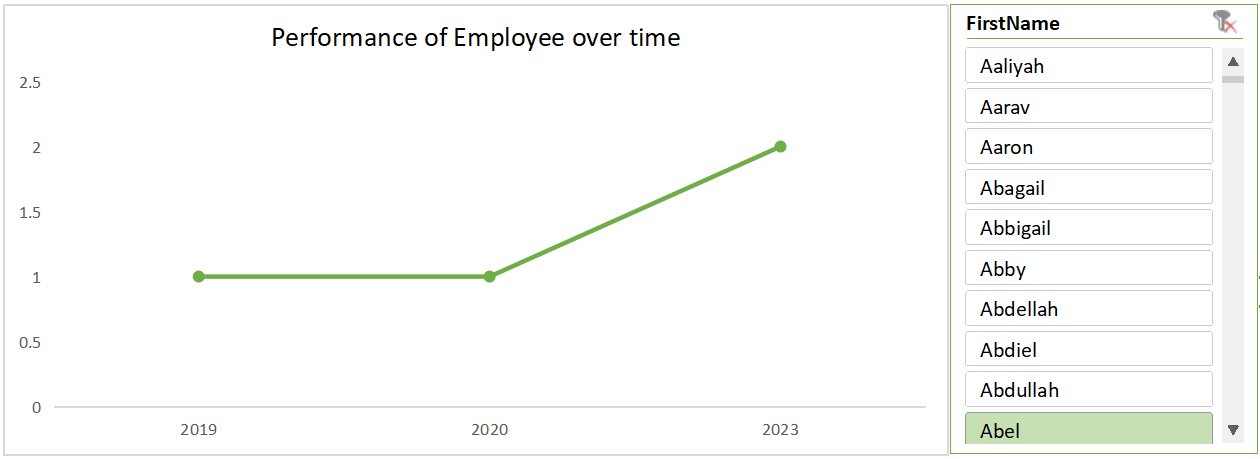 Performance of Employee over time
2.5
2
1.5
1
0.5
0
2019 2020 2023
FirstName
Aaliyah
Aarav
Aaron
Abagail
Abbigail
Abby
Abdellah
Abdiel
Abdullah
Abel